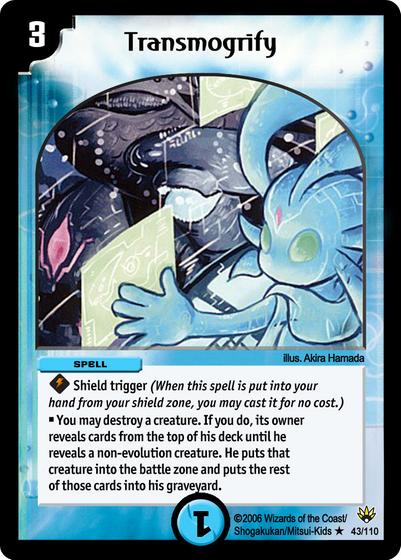 3
Transmogrify
illus. Akira Hamada
SPELL
Shield trigger (When this spell is put into your
hand from your shield zone, you may cast it for no cost.)
▪ You may destroy a creature. If you do, its owner
reveals cards from the top of his deck until he
reveals a non-evolution creature. He puts that
creature into the battle zone and puts the rest
of those cards into his graveyard.
©2006 Wizards of the Coast/
Shogakukan/Mitsui-Kids ★ 43/110